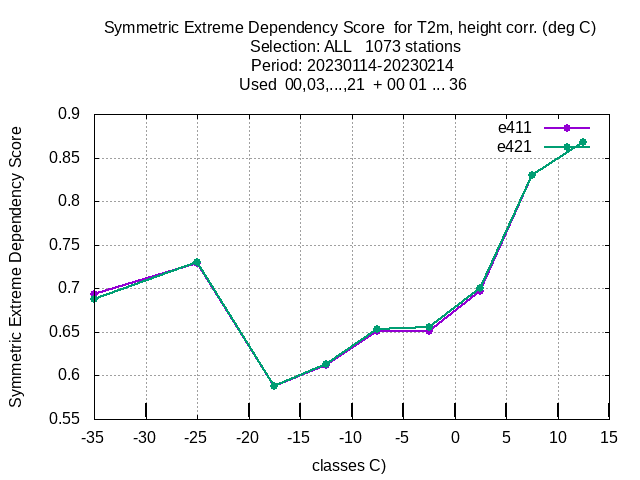 Symmetric Extreme Dependency Score  for T2m, height corr. (deg C)
Selection: ALL   1073 stations
Period: 20230114-20230214
Used  00,03,...,21  + 00 01 ... 36
Symmetric Extreme Dependency Score
0.9
0.85
0.8
0.75
0.7
0.65
0.6
0.55
e411
e421
-35 -30 -25 -20 -15 -10 -5 0 5 10 15
classes C)